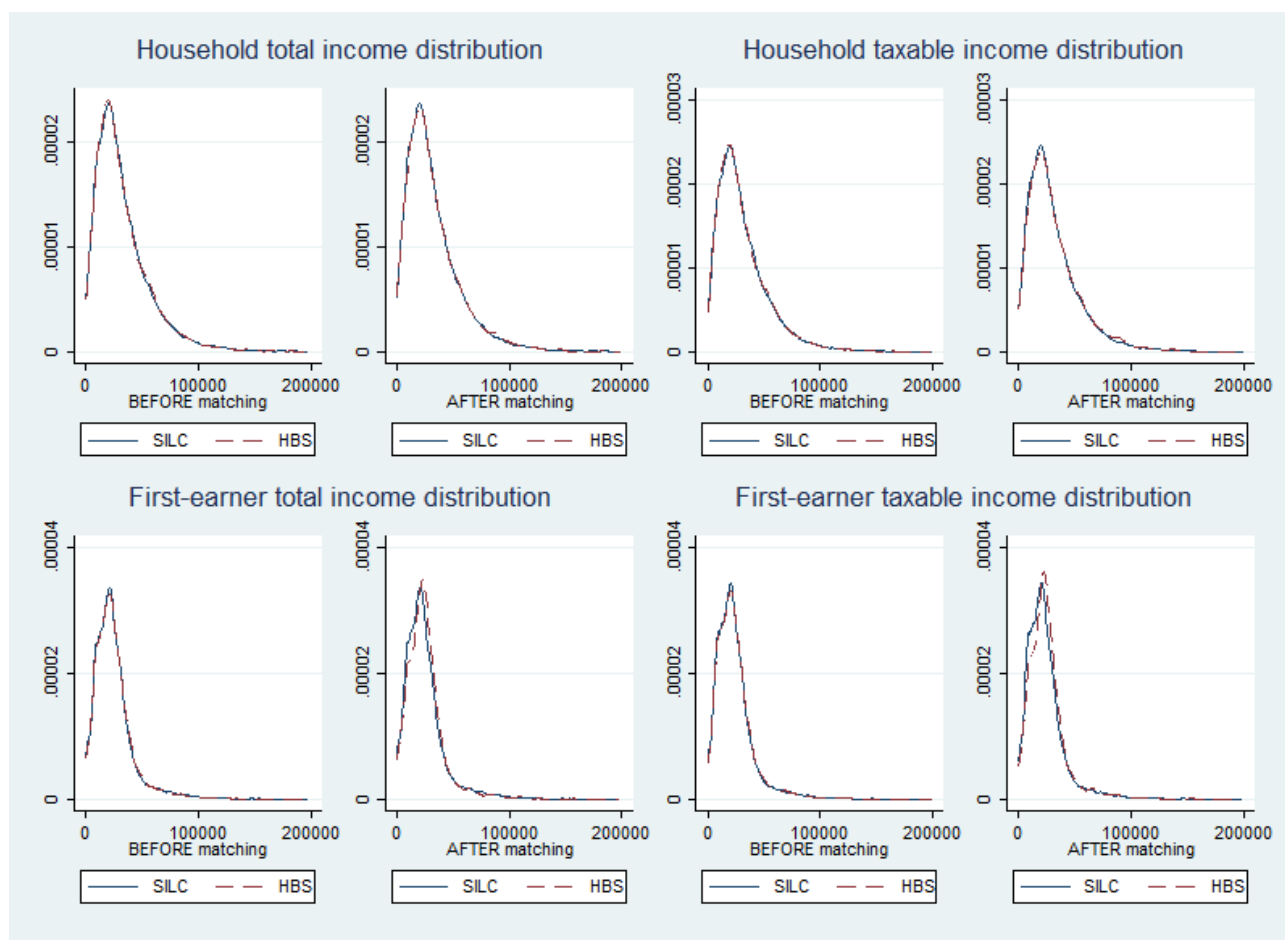 Household total income distribution
Household taxable income distribution
.00002
.00001
0
0 100000 200000
BEFORE matching
SILC HBS
.00002
.00001
0
0 100000 200000
AFTER matching
SILC HBS
.00003
.00002
.00001
0
0 100000 200000
BEFORE matching
SILC HBS
.00003
.00002
.00001
0
0 100000 200000
AFTER matching
SILC HBS
First-earner total income distribution
First-earner taxable income distribution
.00004
.00002
0
0 100000 200000
BEFORE matching
SILC HBS
.00004
.00002
0
0 100000 200000
AFTER matching
SILC HBS
.00004
.00002
0
0 100000 200000
BEFORE matching
SILC HBS
.00004
.00002
0
0 100000 200000
AFTER matching
SILC HBS